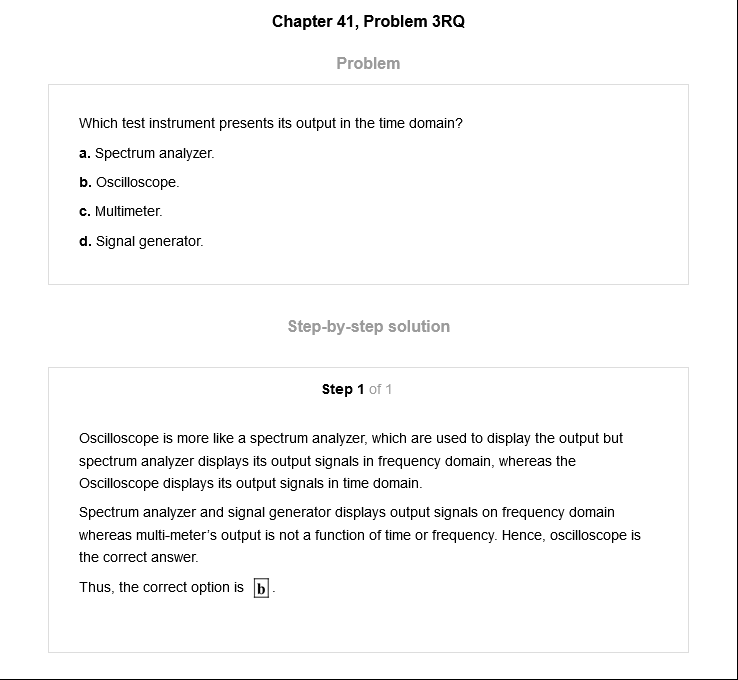 Chapter 41, Problem 3RQ
Problem
Which test instrument presents its output in the time domain?
a. Spectrum analyzer.
b. Oscilloscope.
c. Multimeter.
d. Signal generator.
Step-by-step solution
Step 1 of 1
Oscilloscope is more like a spectrum analyzer, which are used to display the output but
spectrum analyzer displays its output signals in frequency domain, whereas the
Oscilloscope displays its output signals in time domain.
Spectrum analyzer and signal generator displays output signals on frequency domain
whereas multi-meter's output is not a function of time or frequency. Hence, oscilloscope is
the correct answer.
Thus, the correct option is b.